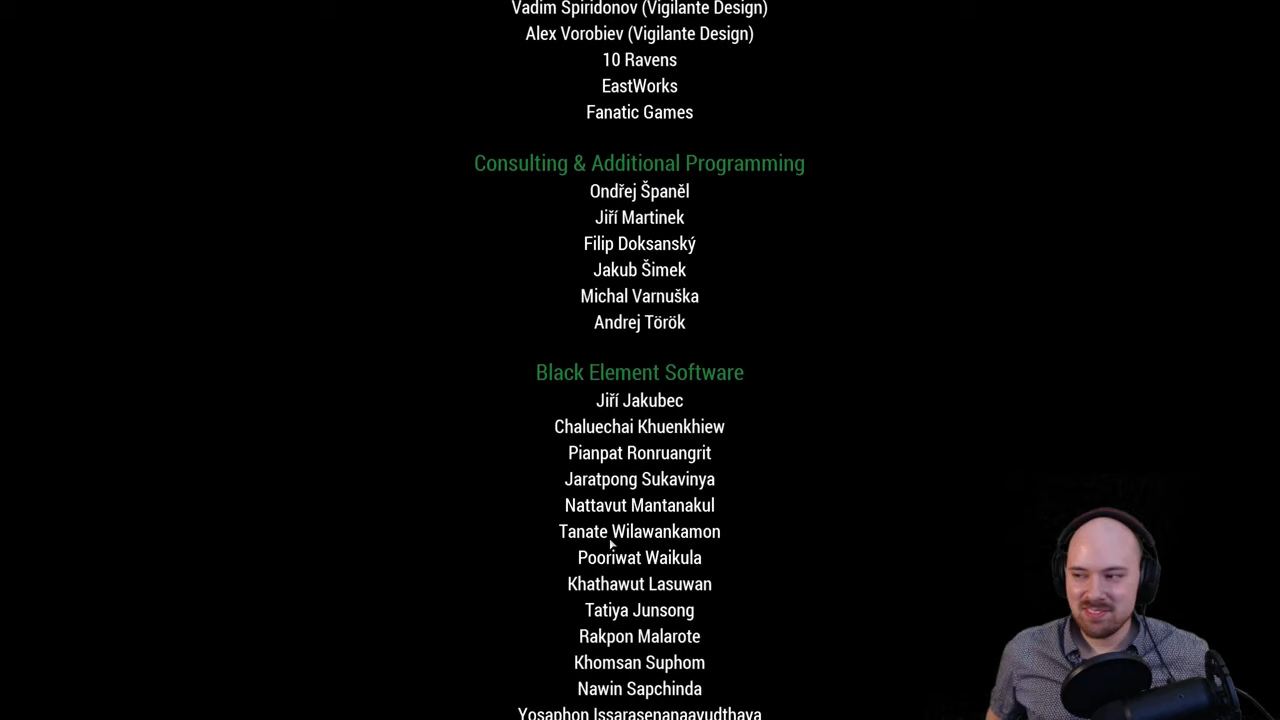 Vadim Spiridonov (Vigilante Design)
Alex Vorobiev (Vigilante Design)
10 Ravens
EastWorks
Fanatic Games
Consulting & Additional Programming
Ondřej Španěl
Jiří Martinek
Filip Doksanský
Jakub Šimek
Michal Varnuška
Andrej Török
Black Element Software
Jiří Jakubec
Chaluechai Khuenkhiew
Pianpat Ronruangrit
Jaratpong Sukavinya
Nattavut Mantanakul
Tanate Wilawankamon
Pooriwat Waikula
Khathawut Lasuwan
Tatiya Junsong
Rakpon Malarote
Khomsan Suphom
Nawin Sapchinda
Yosaphon Issarasenanaayudthaya